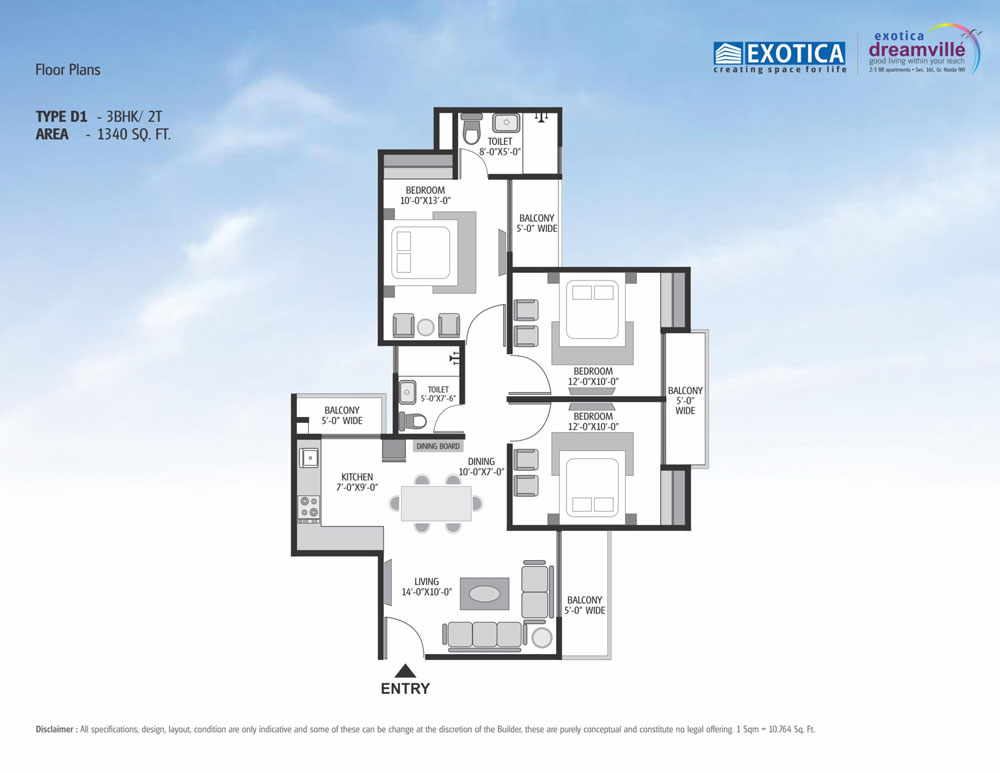 EXOTICA
creating space for life
exotica
dreamville
good living within your reach
2/3 BR apartments • Sec. 16C, Gr. Noida (W)
Floor Plans
TYPE D1 - 3BHK/ 2T
AREA - 1340 SQ. FT.
TOILET
8'-0"X5'-0"
BEDROOM
10'-0"X13'-0"
BALCONY
5'-0" WIDE
BEDROOM
12'-0"X10'-0"
BALCONY
5'-0"
WIDE
TOILET
5'-0"X7'-6"
BALCONY
5'-0" WIDE
BEDROOM
12'-0"X10'-0"
DINING BOARD
DINING
10'-0"X7'-0"
KITCHEN
7'-0"X9'-0"
LIVING
14'-0"X10'-0"
BALCONY
5'-0" WIDE
ENTRY
Disclaimer : All specifications, design, layout, condition are only indicative and some of these can be change at the discretion of the Builder, these are purely conceptual and constitute no legal offering. 1 Sqm = 10.764 Sq. Ft.